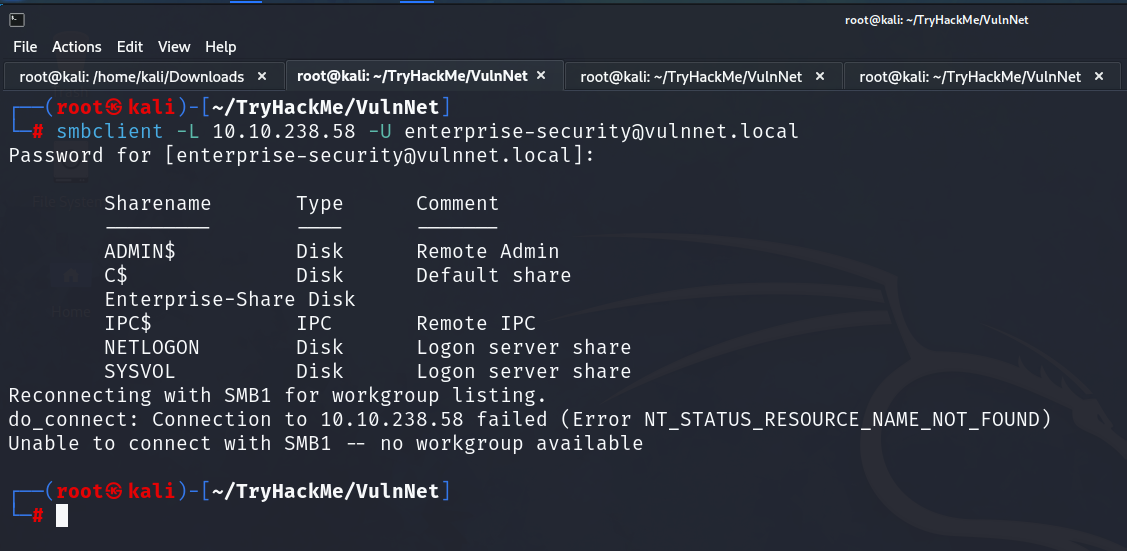 root@kali: ~/TryHackMe/VulnNet
File Actions Edit View Help
root@kali: /home/kali/Downloads × root@kali: ~/TryHackMe/VulnNet × root@kali: ~/TryHackMe/VulnNet × root@kali: ~/TryHackMe/VulnNet ×
┌──(root㉿kali)-[~/TryHackMe/VulnNet]
└─# smbclient -L 10.10.238.58 -U enterprise-security@vulnnet.local
Password for [enterprise-security@vulnnet.local]:
Sharename Type Comment
--------- ---- -------
ADMIN$ Disk Remote Admin
C$ Disk Default share
Enterprise-Share Disk
IPC$ IPC Remote IPC
NETLOGON Disk Logon server share
SYSVOL Disk Logon server share
Reconnecting with SMB1 for workgroup listing.
do_connect: Connection to 10.10.238.58 failed (Error NT_STATUS_RESOURCE_NAME_NOT_FOUND)
Unable to connect with SMB1 -- no workgroup available
┌──(root㉿kali)-[~/TryHackMe/VulnNet]
└─#
File System
Home